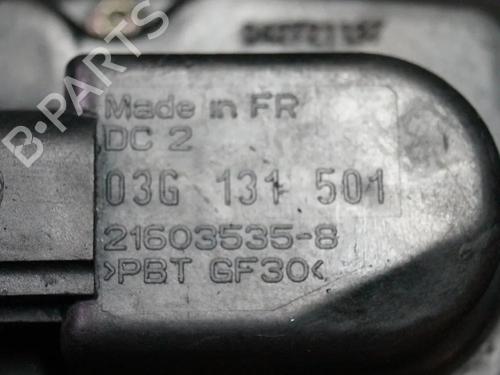 Made in FR
DC 2
03G 131 501
21603535-8
>PBT GF30<
B-PARTS